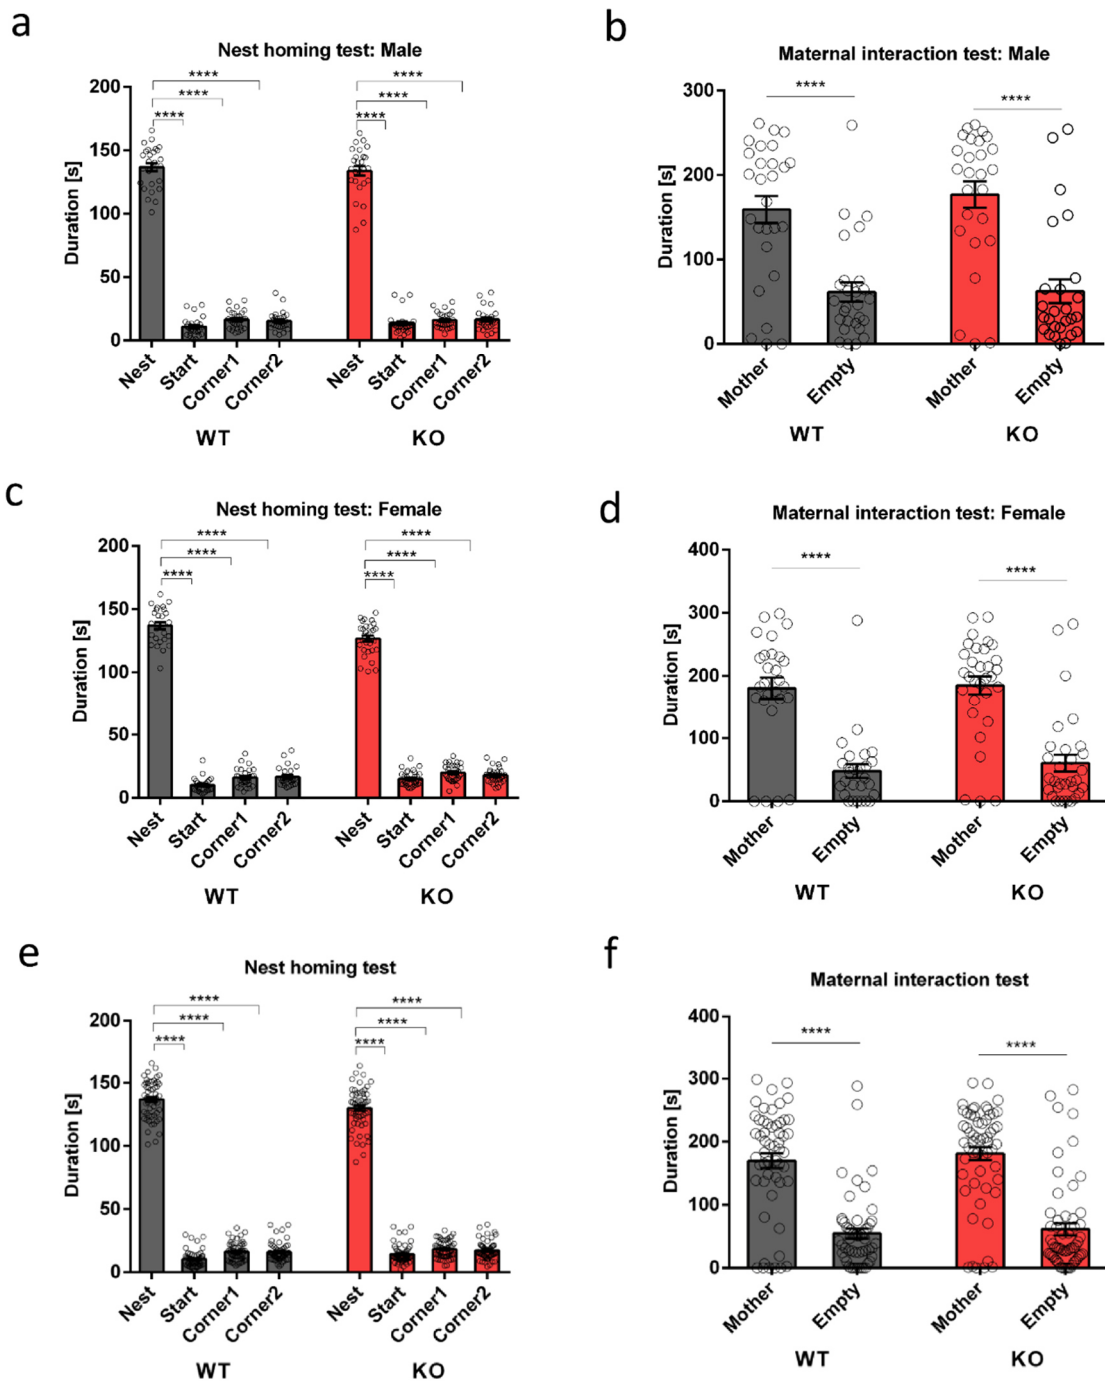 a
Nest homing test: Male
****
****
****
****
****
****
200
150
100
50
0
Duration [s]
Nest
Start
Corner1
Corner2
Nest
Start
Corner1
Corner2
WT
KO
b
Maternal interaction test: Male
****
****
300
200
100
0
Duration [s]
Mother
Empty
Mother
Empty
WT
KO
c
Nest homing test: Female
****
****
****
****
****
****
200
150
100
50
0
Duration [s]
Nest
Start
Corner1
Corner2
Nest
Start
Corner1
Corner2
WT
KO
d
Maternal interaction test: Female
****
****
400
300
200
100
0
Duration [s]
Mother
Empty
Mother
Empty
WT
KO
e
Nest homing test
****
****
****
****
****
****
200
150
100
50
0
Duration [s]
Nest
Start
Corner1
Corner2
Nest
Start
Corner1
Corner2
WT
KO
f
Maternal interaction test
****
****
400
300
200
100
0
Duration [s]
Mother
Empty
Mother
Empty
WT
KO